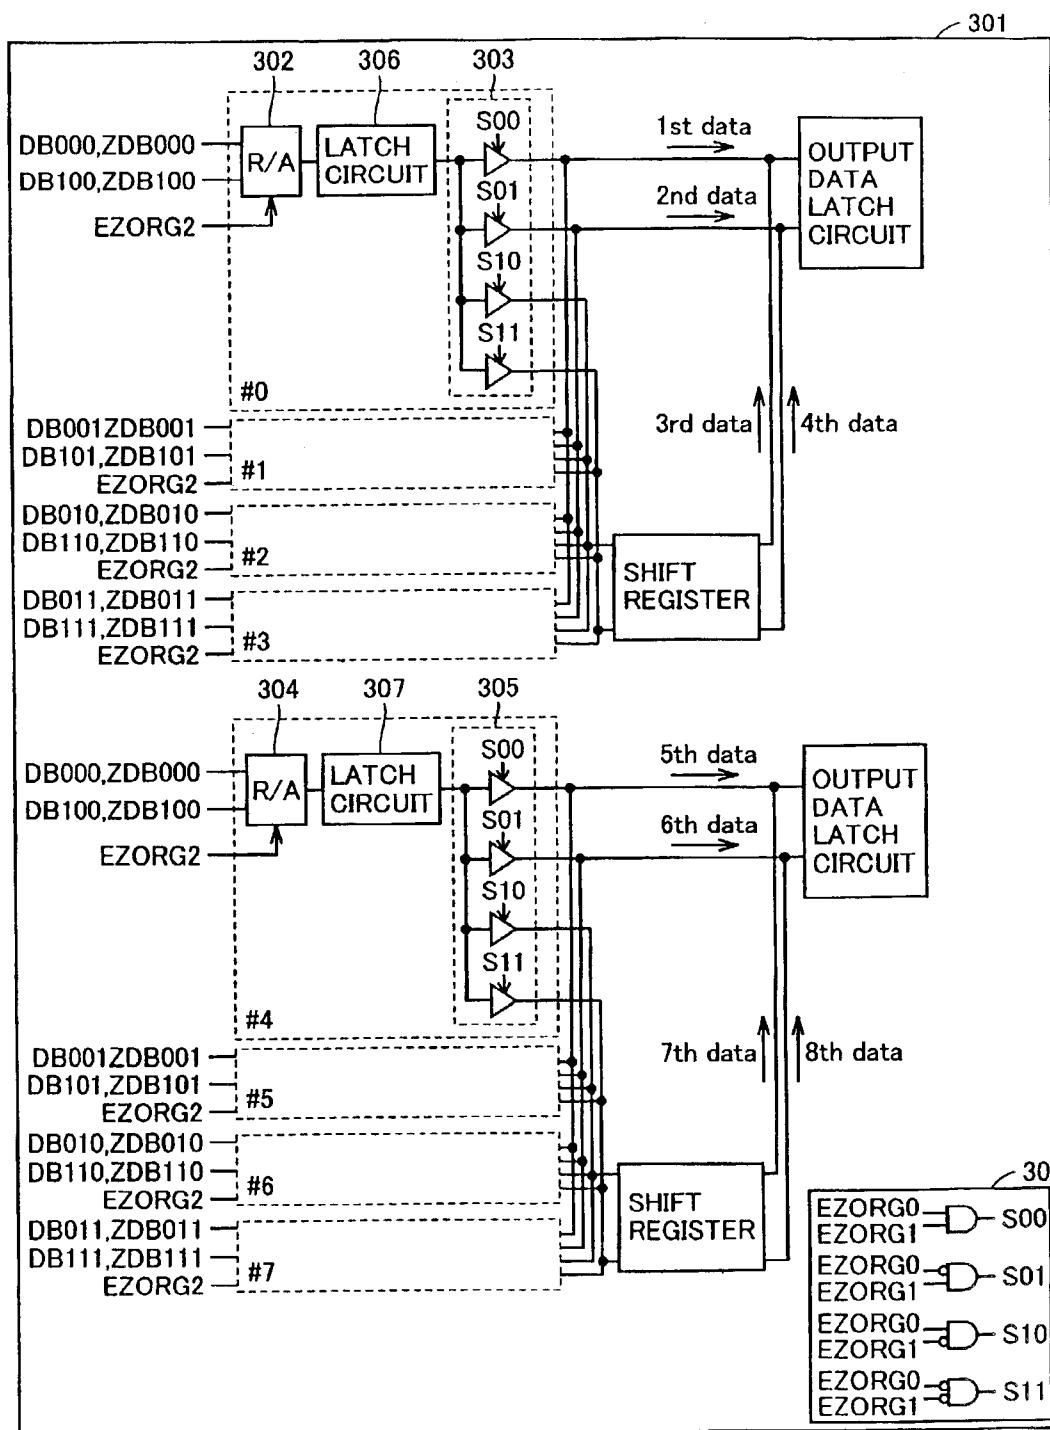 301
302
306
303
DB000,ZDB000
DB100,ZDB100
EZORG2
R/A
LATCH
CIRCUIT
S00
S01
S10
S11
#0
1st data
2nd data
OUTPUT
DATA
LATCH
CIRCUIT
3rd data
4th data
DB001ZDB001
DB101,ZDB101
EZORG2
#1
DB010,ZDB010
DB110,ZDB110
EZORG2
#2
DB011,ZDB011
DB111,ZDB111
EZORG2
#3
SHIFT
REGISTER
304
307
305
DB000,ZDB000
DB100,ZDB100
EZORG2
R/A
LATCH
CIRCUIT
S00
S01
S10
S11
#4
5th data
6th data
OUTPUT
DATA
LATCH
CIRCUIT
7th data
8th data
DB001ZDB001
DB101,ZDB101
EZORG2
#5
DB010,ZDB010
DB110,ZDB110
EZORG2
#6
DB011,ZDB011
DB111,ZDB111
EZORG2
#7
SHIFT
REGISTER
30
EZORG0
EZORG1
S00
EZORG0
EZORG1
S01
EZORG0
EZORG1
S10
EZORG0
EZORG1
S11